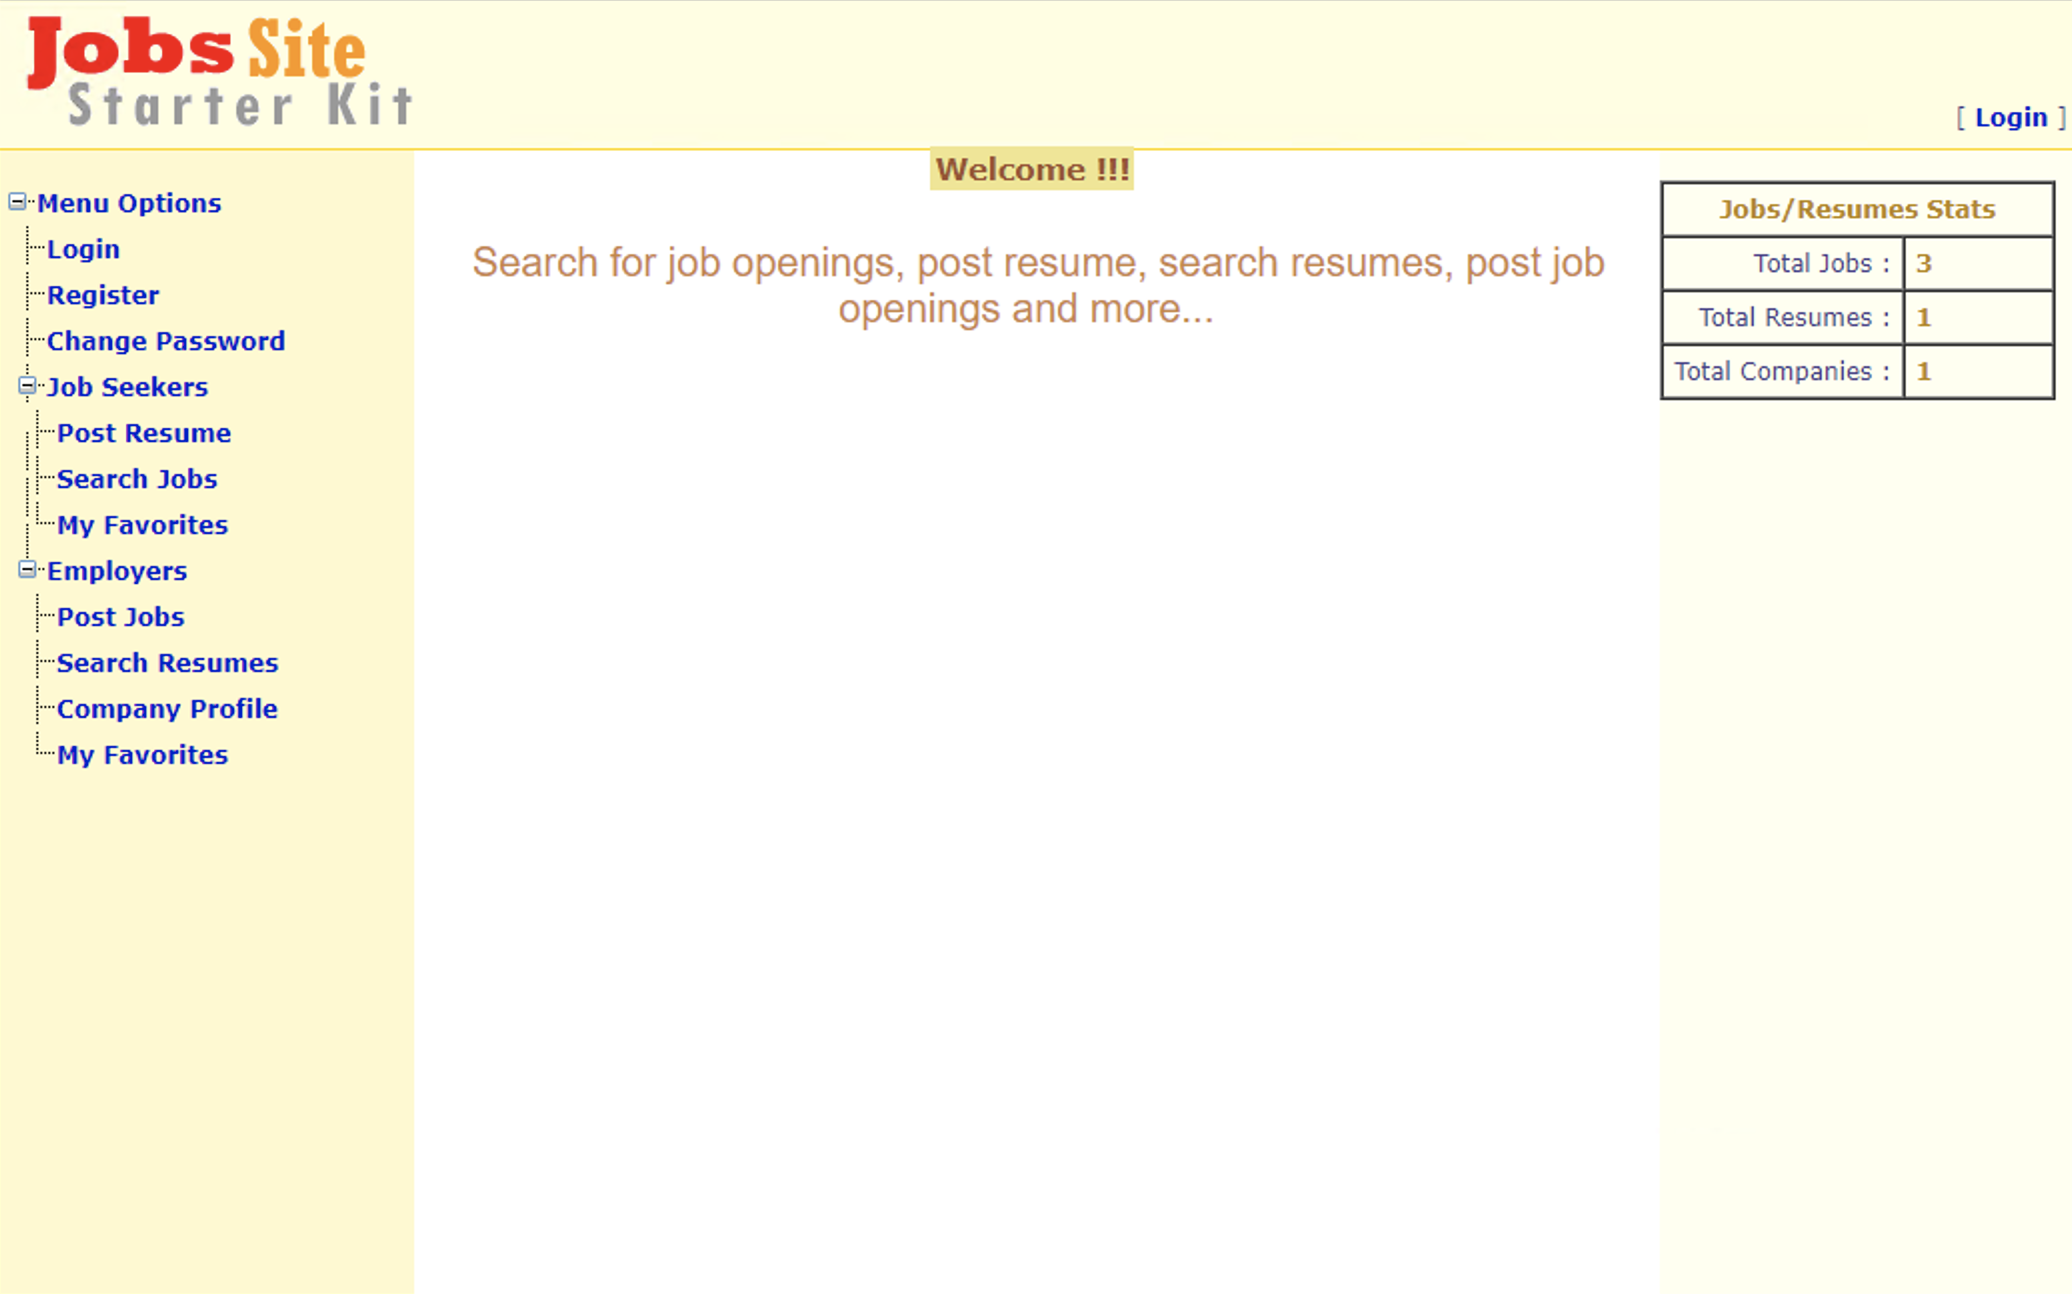 Jobs Site
Starter Kit
[ Login ]
Welcome !!!
Menu Options
Login
Register
Change Password
Job Seekers
Post Resume
Search Jobs
My Favorites
Employers
Post Jobs
Search Resumes
Company Profile
My Favorites
Search for job openings, post resume, search resumes, post job
openings and more...
Jobs/Resumes Stats
Total Jobs : 3
Total Resumes : 1
Total Companies : 1